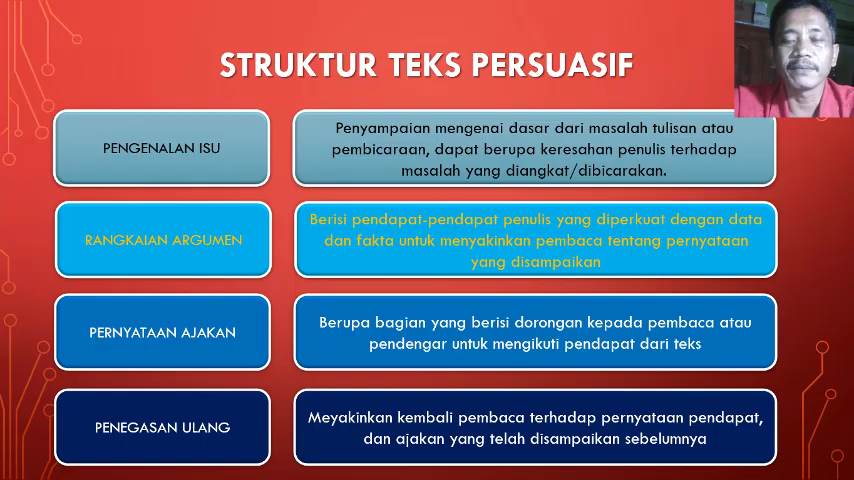 STRUKTUR TEKS PERSUASIF
PENGENALAN ISU
Penyampaian mengenai dasar dari masalah tulisan atau
pembicaraan, dapat berupa keresahan penulis terhadap
masalah yang diangkat/dibicarakan.
RANGKAIAN ARGUMEN
Berisi pendapat-pendapat penulis yang diperkuat dengan data
dan fakta untuk menyakinkan pembaca tentang pernyataan
yang disampaikan
PERNYATAAN AJAKAN
Berupa bagian yang berisi dorongan kepada pembaca atau
pendengar untuk mengikuti pendapat dari teks
PENEGASAN ULANG
Meyakinkan kembali pembaca terhadap pernyataan pendapat,
dan ajakan yang telah disampaikan sebelumnya